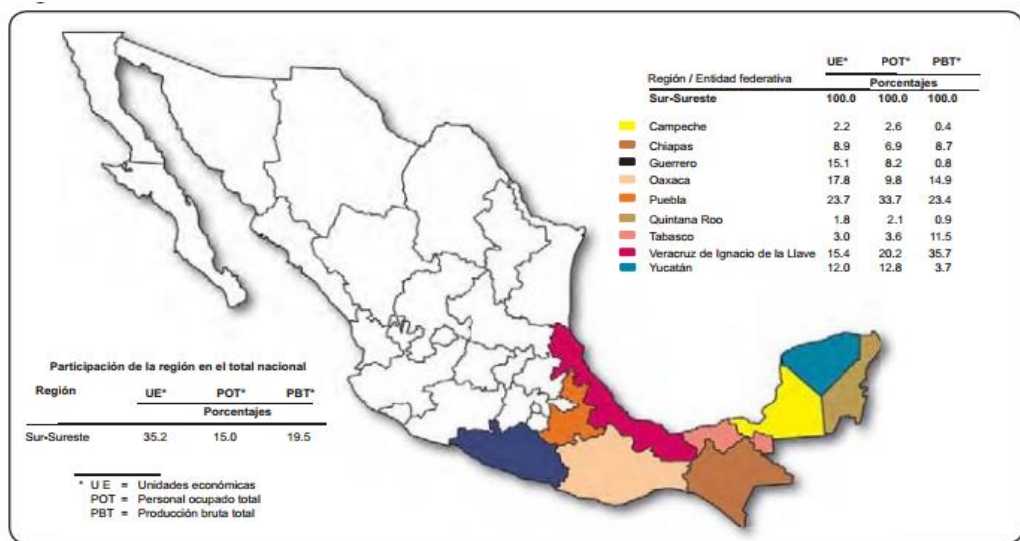 UE* POT* PBT*
Región / Entidad federativa
Porcentajes
Sur-Sureste 100.0 100.0 100.0
Campeche 2.2 2.6 0.4
Chiapas 8.9 6.9 8.7
Guerrero 15.1 8.2 0.8
Oaxaca 17.8 9.8 14.9
Puebla 23.7 33.7 23.4
Quintana Roo 1.8 2.1 0.9
Tabasco 3.0 3.6 11.5
Veracruz de Ignacio de la Llave 15.4 20.2 35.7
Yucatán 12.0 12.8 3.7
Participación de la región en el total nacional
Región UE* POT* PBT*
Porcentajes
Sur-Sureste 35.2 15.0 19.5
* U E = Unidades económicas
POT = Personal ocupado total
PBT = Producción bruta total